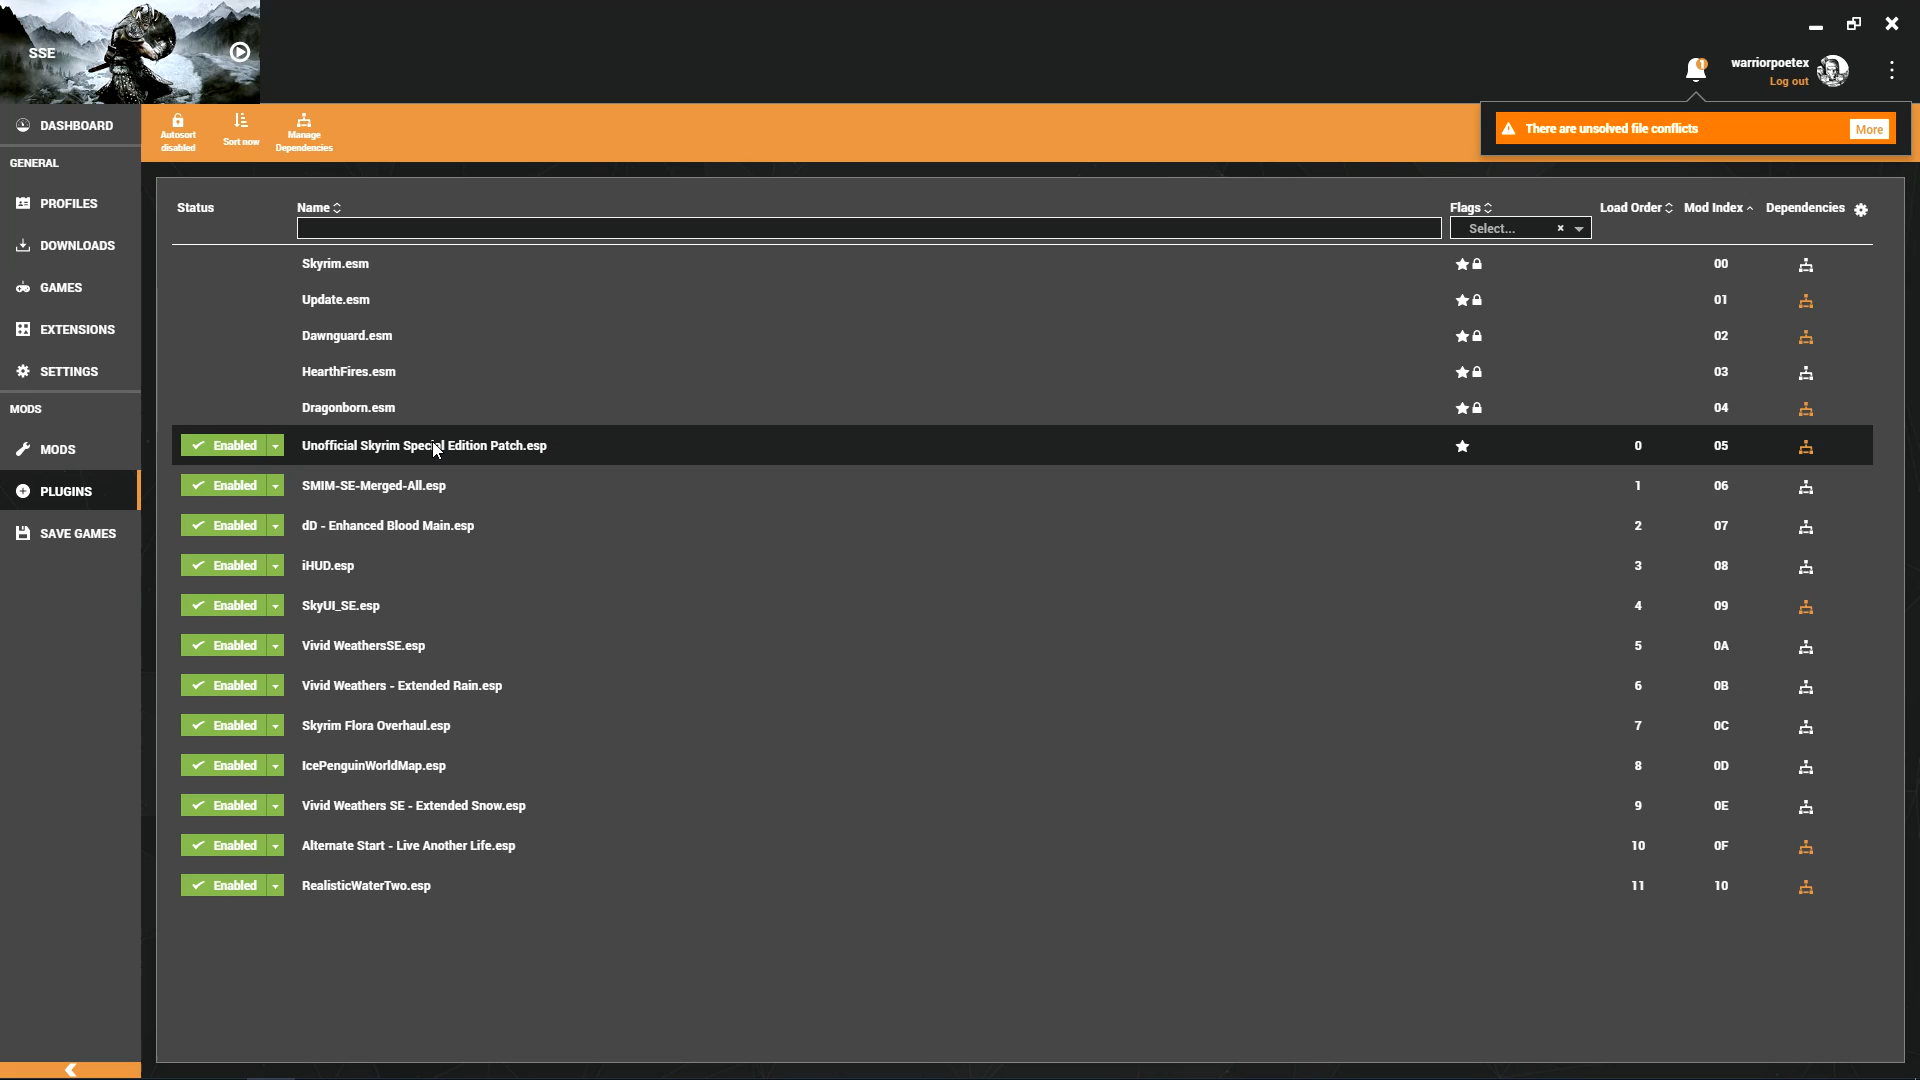 SSE
warriorpoetex
Log out
1
There are unsolved file conflicts
More
DASHBOARD
GENERAL
PROFILES
DOWNLOADS
GAMES
EXTENSIONS
SETTINGS
MODS
MODS
PLUGINS
SAVE GAMES
Autosort disabled
Sort now
Manage Dependencies
Status Name Flags Load Order Mod Index Dependencies
Select...
Skyrim.esm 00
Update.esm 01
Dawnguard.esm 02
HearthFires.esm 03
Dragonborn.esm 04
Enabled Unofficial Skyrim Special Edition Patch.esp 0 05
Enabled SMIM-SE-Merged-All.esp 1 06
Enabled dD - Enhanced Blood Main.esp 2 07
Enabled iHUD.esp 3 08
Enabled SkyUI_SE.esp 4 09
Enabled Vivid WeathersSE.esp 5 0A
Enabled Vivid Weathers - Extended Rain.esp 6 0B
Enabled Skyrim Flora Overhaul.esp 7 0C
Enabled IcePenguinWorldMap.esp 8 0D
Enabled Vivid Weathers SE - Extended Snow.esp 9 0E
Enabled Alternate Start - Live Another Life.esp 10 0F
Enabled RealisticWaterTwo.esp 11 10